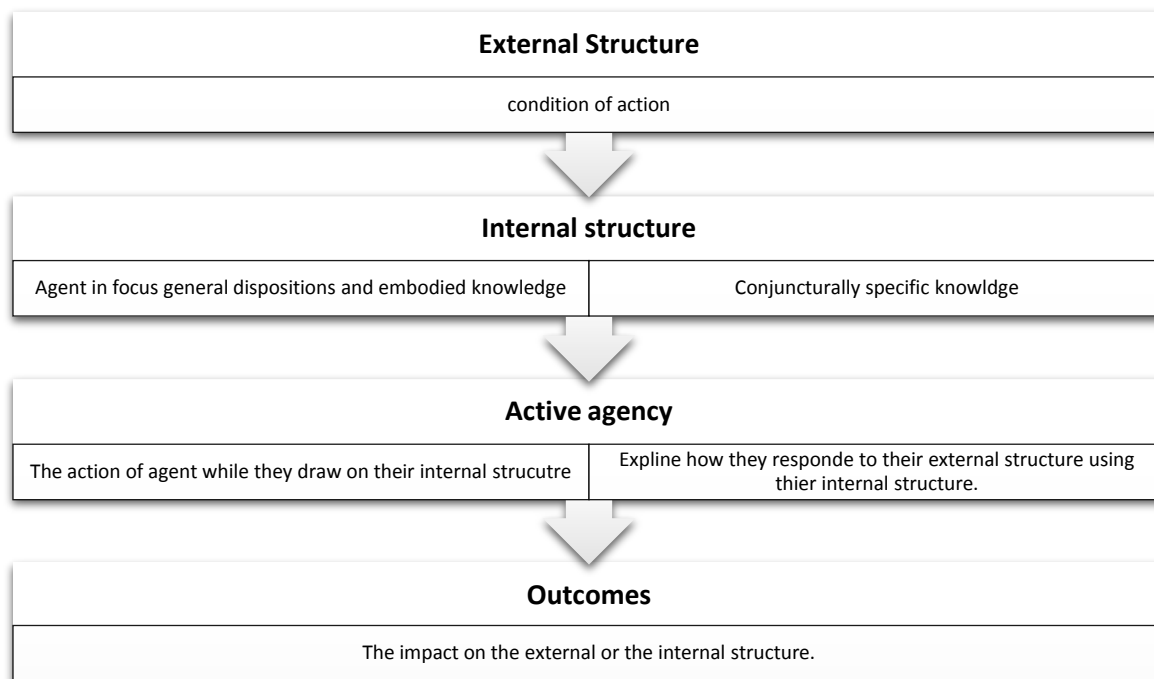 External Structure
condition of action
Internal structure
Agent in focus general dispositions and embodied knowledge
Conjuncturally specific knowldge
Active agency
The action of agent while they draw on their internal strucutre
Expline how they responde to their external structure using
thier internal structure.
Outcomes
The impact on the external or the internal structure.